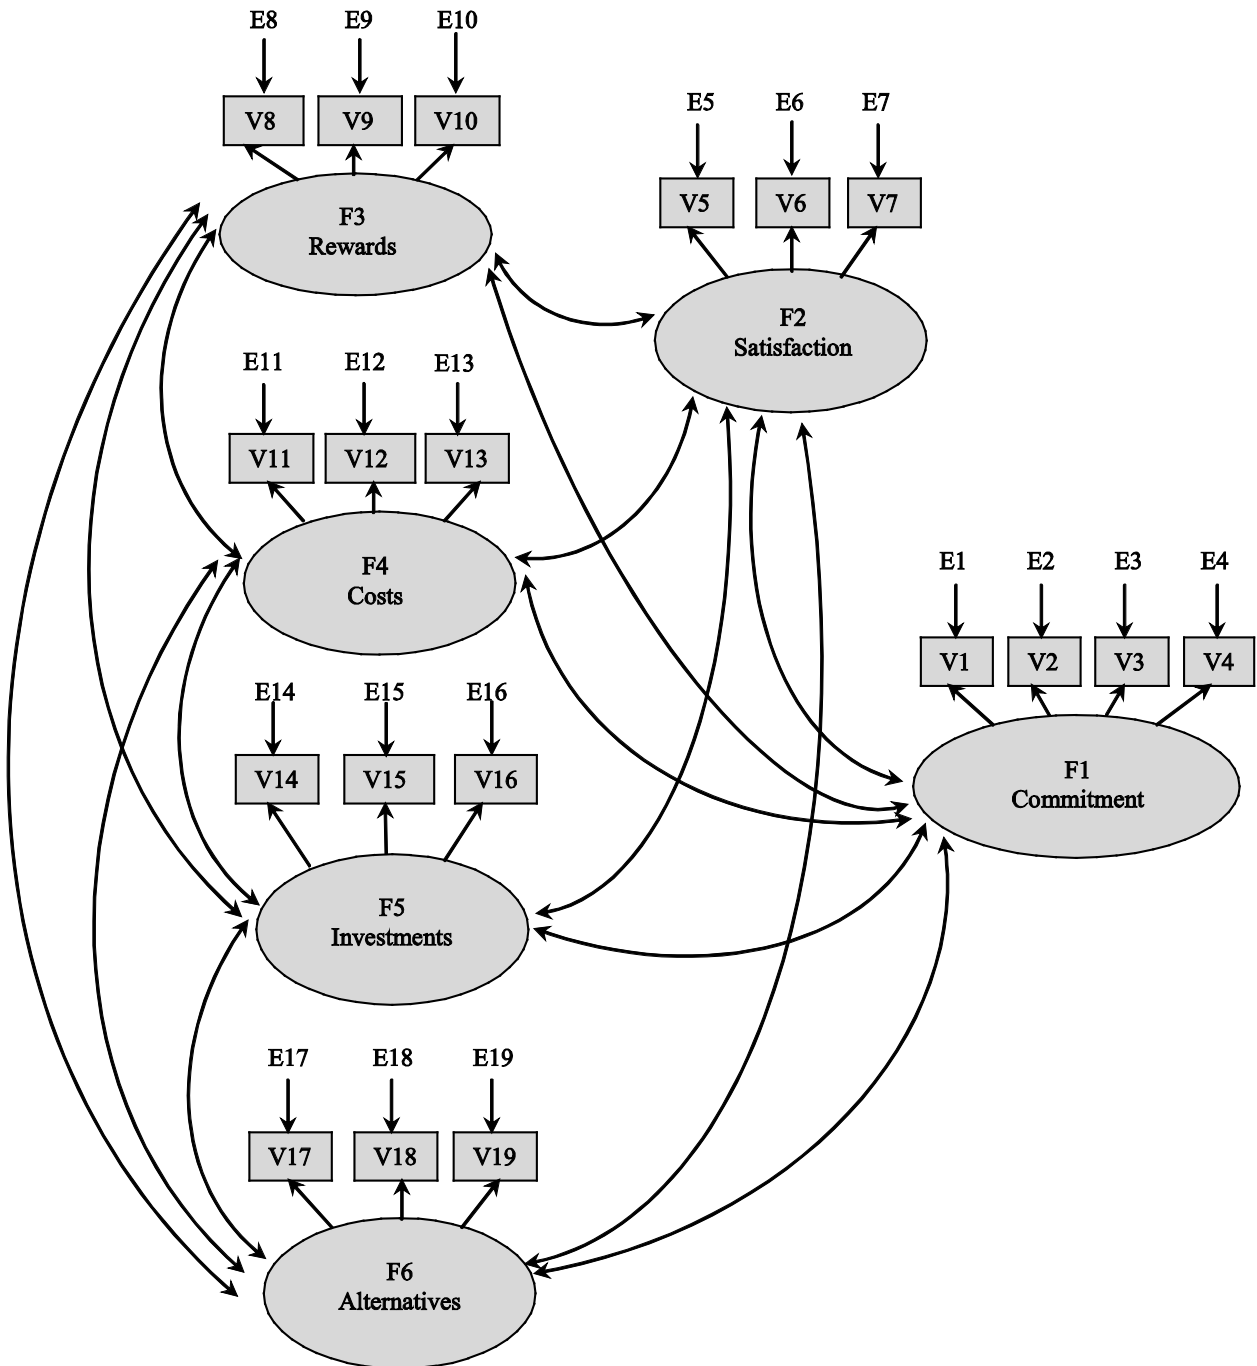 E8 E9 E10
V8 V9 V10
F3
Rewards
E5 E6 E7
V5 V6 V7
F2
Satisfaction
E11 E12 E13
V11 V12 V13
F4
Costs
E1 E2 E3 E4
V1 V2 V3 V4
F1
Commitment
E14 E15 E16
V14 V15 V16
F5
Investments
E17 E18 E19
V17 V18 V19
F6
Alternatives